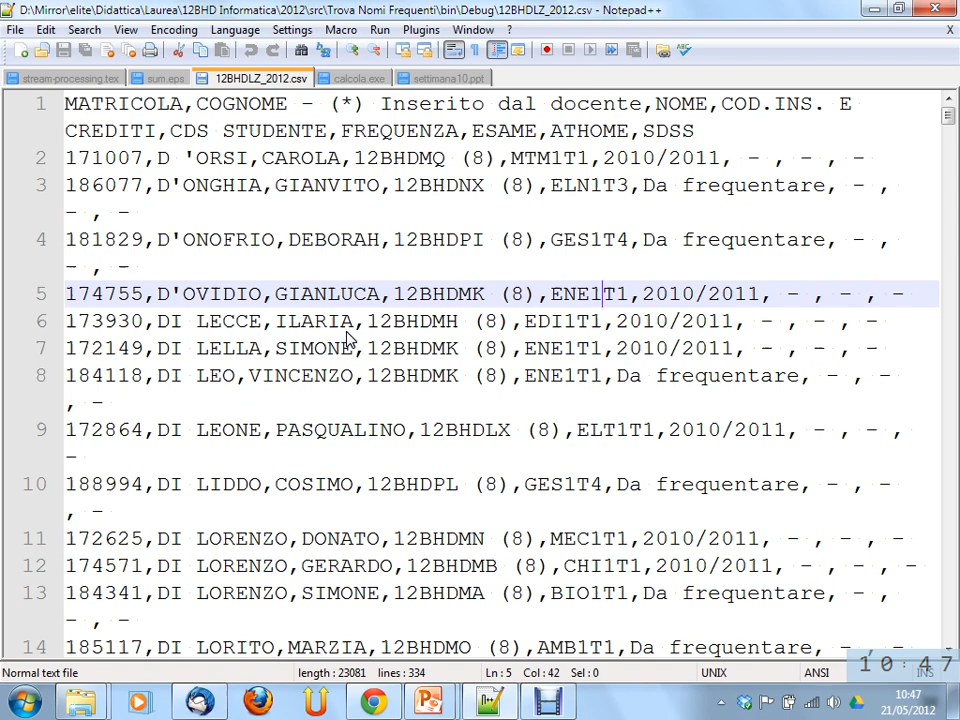 D:\Mirror\elite\Didattica\Laurea\12BHD Informatica\2012\src\Trova Nomi Frequenti\bin\Debug\12BHDLZ_2012.csv - Notepad++
File Edit Search View Encoding Language Settings Macro Run Plugins Window ? X
stream-processing.tex sum.eps 12BHDLZ_2012.csv calcola.exe settimana10.ppt
1 MATRICOLA,COGNOME - (*) Inserito dal docente,NOME,COD.INS. E
CREDITI,CDS STUDENTE,FREQUENZA,ESAME,ATHOME,SDSS
2 171007,D 'ORSI,CAROLA,12BHDMQ (8),MTM1T1,2010/2011, - , - , -
3 186077,D'ONGHIA,GIANVITO,12BHDNX (8),ELN1T3,Da frequentare, - ,
- , -
4 181829,D'ONOFRIO,DEBORAH,12BHDPI (8),GES1T4,Da frequentare, - ,
- , -
5 174755,D'OVIDIO,GIANLUCA,12BHDMK (8),ENE1T1,2010/2011, - , - , -
6 173930,DI LECCE,ILARIA,12BHDMH (8),EDI1T1,2010/2011, - , - , -
7 172149,DI LELLA,SIMONE,12BHDMK (8),ENE1T1,2010/2011, - , - , -
8 184118,DI LEO,VINCENZO,12BHDMK (8),ENE1T1,Da frequentare, - , -
, -
9 172864,DI LEONE,PASQUALINO,12BHDLX (8),ELT1T1,2010/2011, - , - ,
-
10 188994,DI LIDDO,COSIMO,12BHDPL (8),GES1T4,Da frequentare, - , -
, -
11 172625,DI LORENZO,DONATO,12BHDMN (8),MEC1T1,2010/2011, - , - , -
12 174571,DI LORENZO,GERARDO,12BHDMB (8),CHI1T1,2010/2011, - , - , -
13 184341,DI LORENZO,SIMONE,12BHDMA (8),BIO1T1,Da frequentare, - ,
- , -
14 185117,DI LORITO,MARZIA,12BHDMO (8),AMB1T1,Da frequentare, - ,
Normal text file length : 23081 lines : 334 Ln : 5 Col : 42 Sel : 0 UNIX ANSI INS
10:47
10:47
21/05/2012